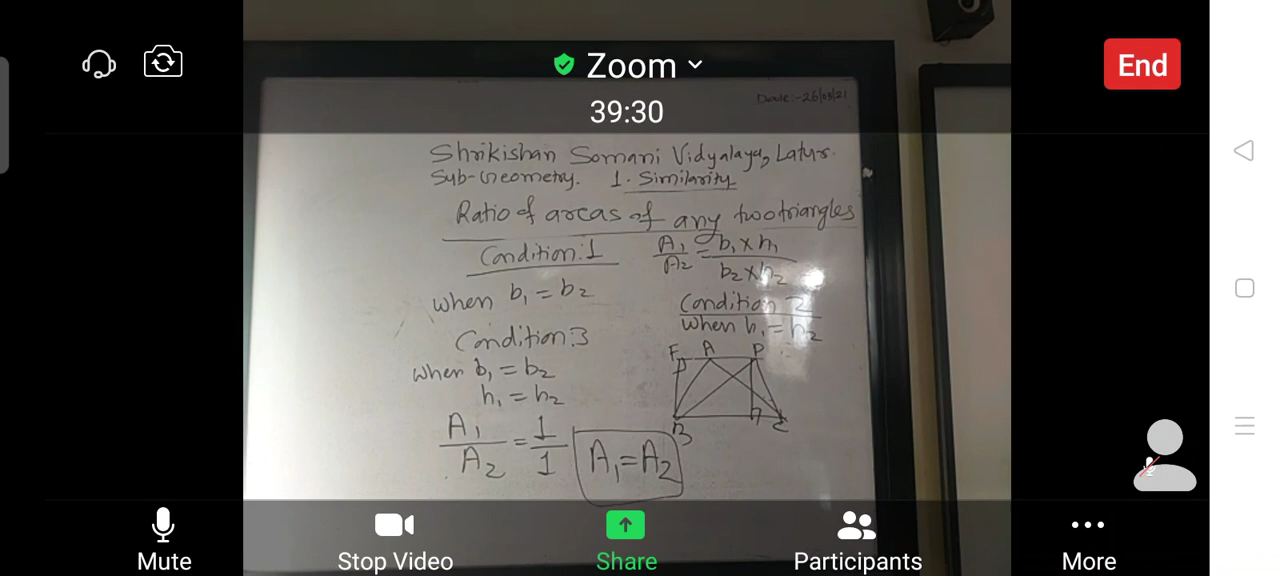 Zoom
End
39:30
Date:-26/03/21
Shrikishan Somani Vidyalaya, Latur.
Sub-Geometry. 1. Similarity
Ratio of areas of any two triangles
Condition:1
A1/A2 = b1 x h1 / b2 x h2
when b1 = b2
Condition 2
when h1 = h2
Condition:3
when b1 = b2
h1 = h2
F A P
B C
A1/A2 = 1/1 A1=A2
Mute
Stop Video
Share
Participants
More